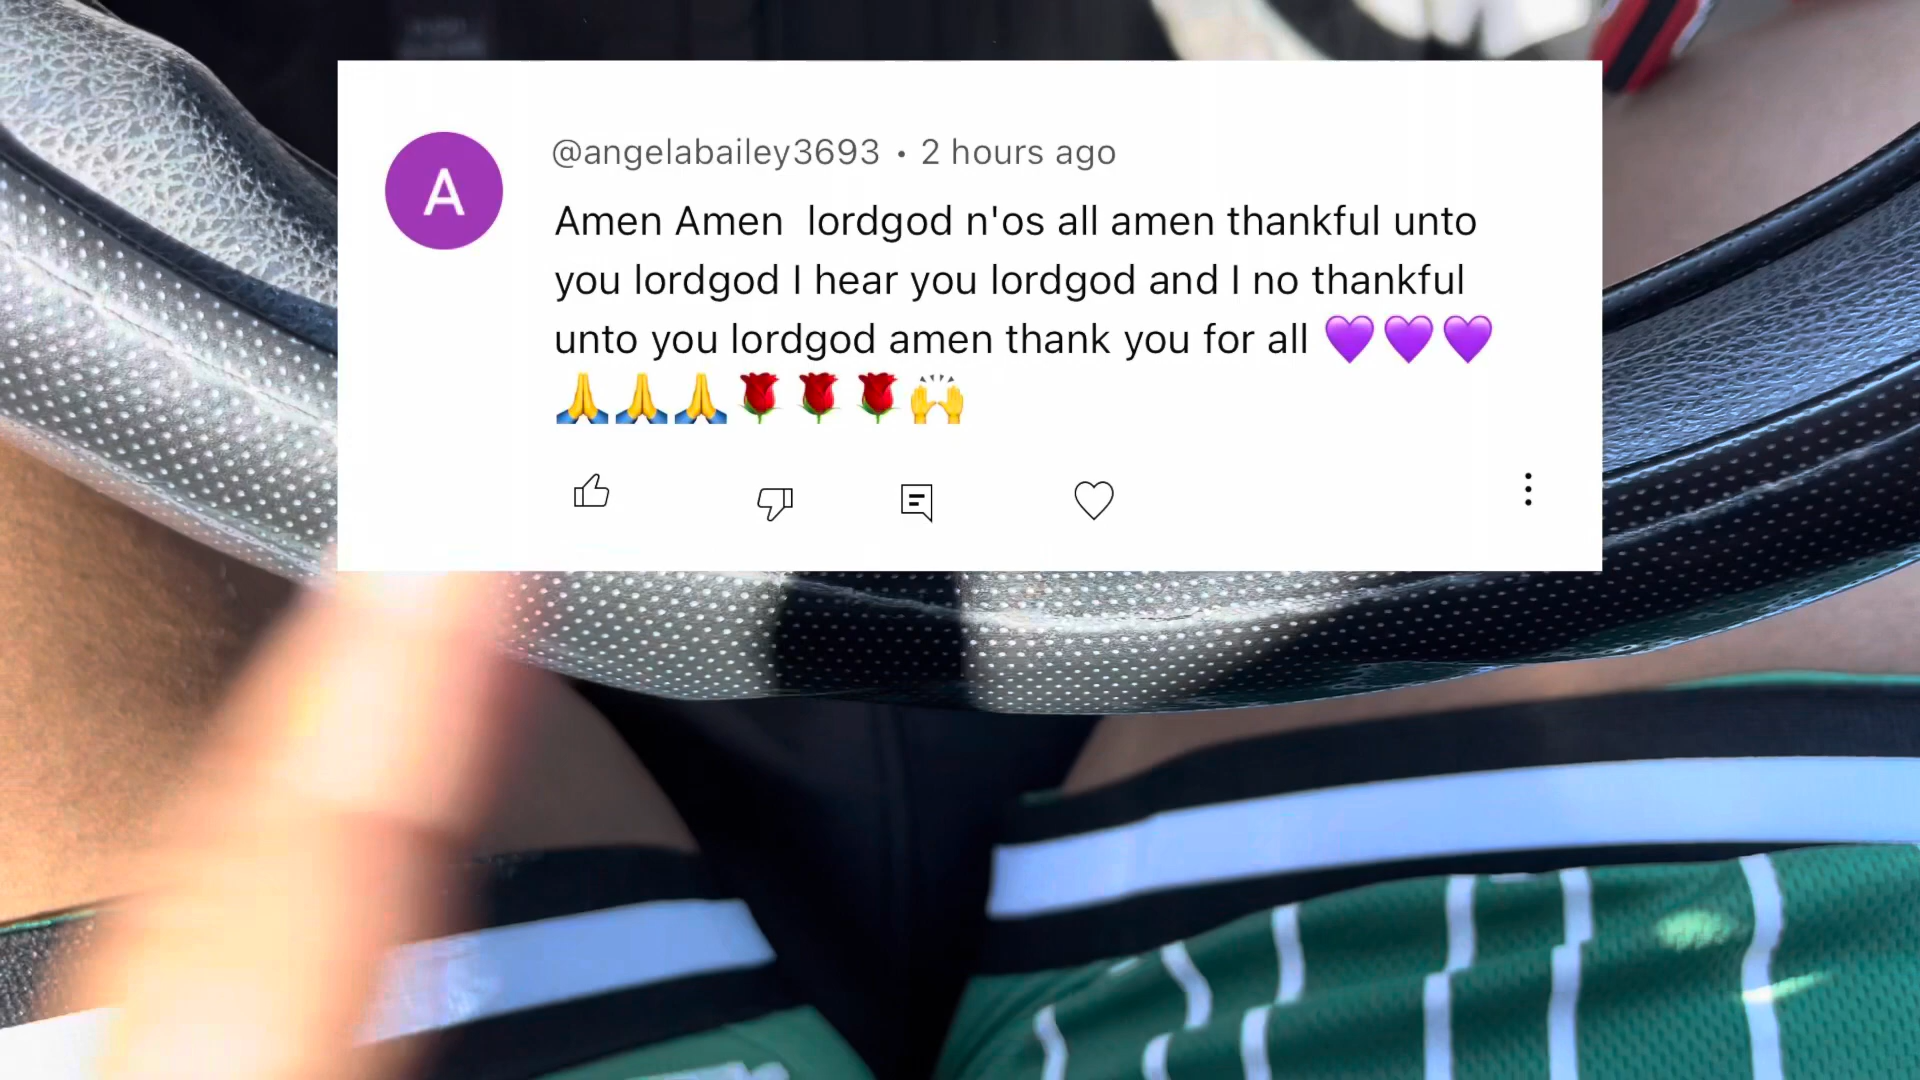 A
@angelabailey3693 • 2 hours ago
Amen Amen  lordgod n'os all amen thankful unto
you lordgod I hear you lordgod and I no thankful
unto you lordgod amen thank you for all 💜💜💜
🙏🙏🙏🌹🌹🌹🙌